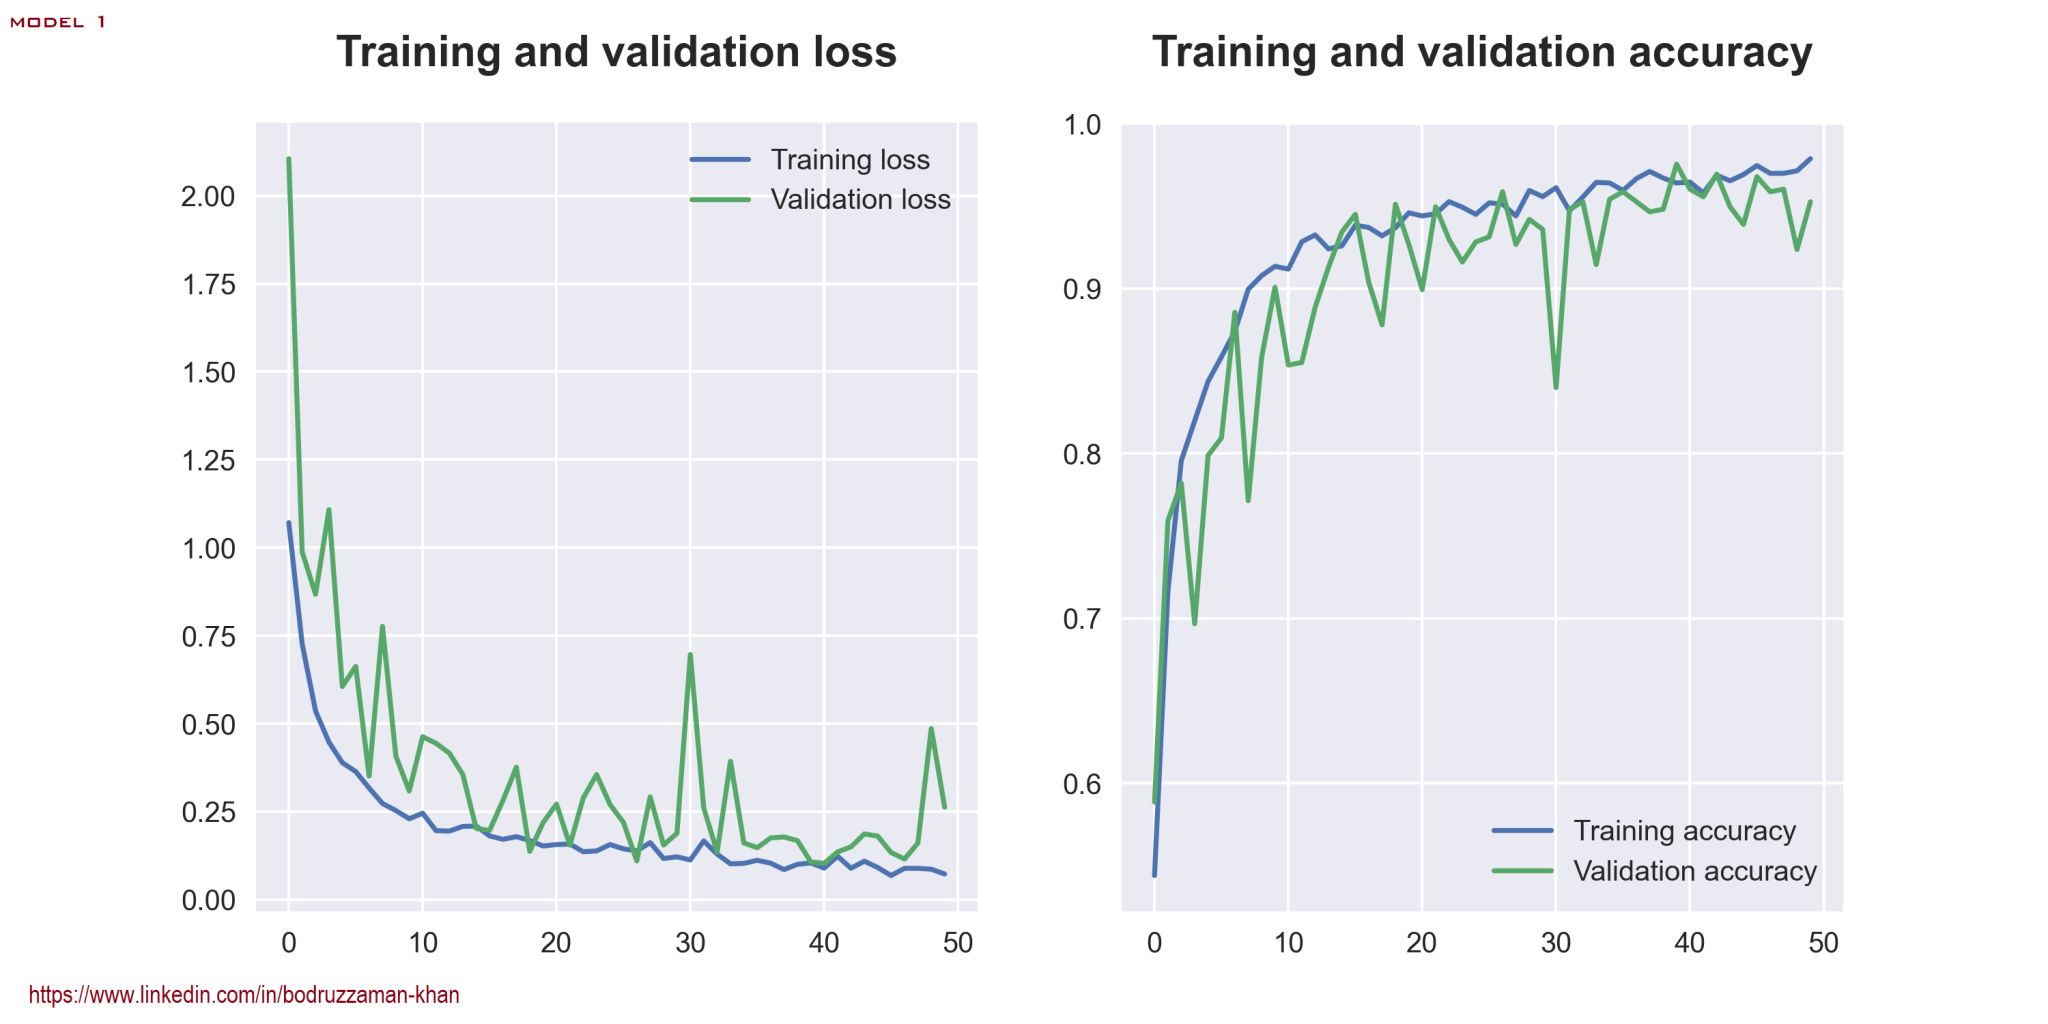 MODEL 1
Training and validation loss
Training loss
Validation loss
2.00
1.75
1.50
1.25
1.00
0.75
0.50
0.25
0.00
0 10 20 30 40 50
Training and validation accuracy
1.0
0.9
0.8
0.7
0.6
Training accuracy
Validation accuracy
0 10 20 30 40 50
https://www.linkedin.com/in/bodruzzaman-khan